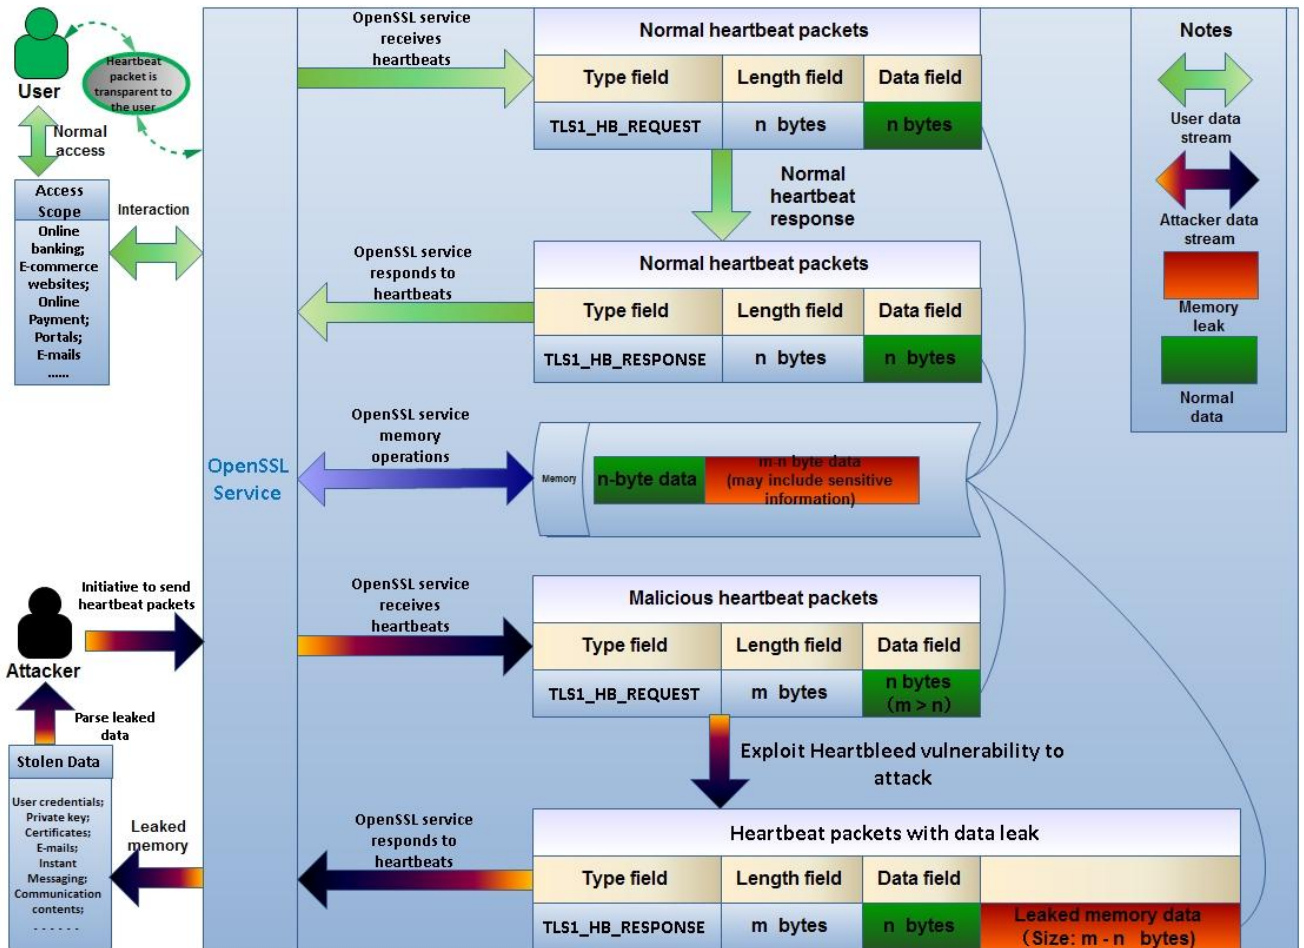 User
Heartbeat
packet is
transparent to
the user
Normal
access
Access
Scope
Online
banking;
E-commerce
websites;
Online
Payment;
Portals;
E-mails
......
Interaction
OpenSSL
Service
OpenSSL service
receives
heartbeats
Normal heartbeat packets
Type field Length field Data field
TLS1_HB_REQUEST n bytes n bytes
Normal
heartbeat
response
OpenSSL service
responds to
heartbeats
Normal heartbeat packets
Type field Length field Data field
TLS1_HB_RESPONSE n bytes n bytes
OpenSSL service
memory
operations
Memory
n-byte data
m-n byte data
(may include sensitive
information)
Attacker
Initiative to send
heartbeat packets
OpenSSL service
receives
heartbeats
Malicious heartbeat packets
Type field Length field Data field
TLS1_HB_REQUEST m bytes n bytes
(m > n)
Exploit Heartbleed vulnerability to
attack
OpenSSL service
responds to
heartbeats
Heartbeat packets with data leak
Type field Length field Data field
TLS1_HB_RESPONSE m bytes n bytes Leaked memory data
(Size: m - n bytes)
Leaked
memory
Parse leaked
data
Stolen Data
User credentials;
Private key;
Certificates;
E-mails;
Instant
Messaging;
Communication
contents;
- - - - - -
Notes
User data
stream
Attacker data
stream
Memory
leak
Normal
data